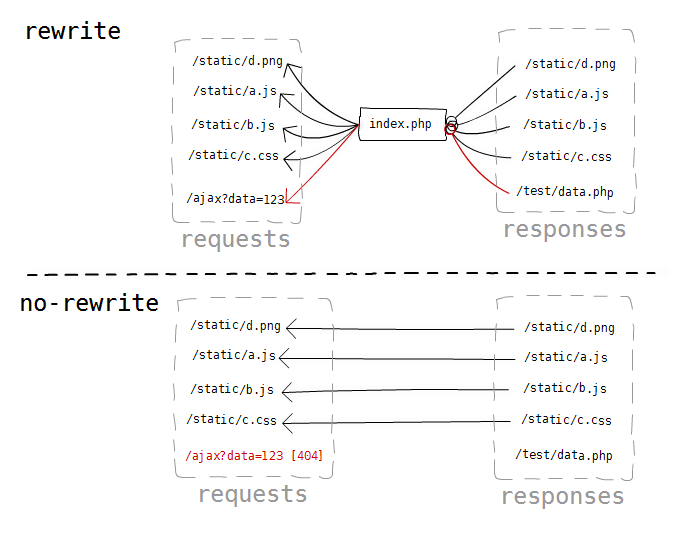 rewrite
/static/d.png
/static/a.js
/static/b.js
/static/c.css
/ajax?data=123
requests
index.php
/static/d.png
/static/a.js
/static/b.js
/static/c.css
/test/data.php
responses
no-rewrite
/static/d.png
/static/a.js
/static/b.js
/static/c.css
/ajax?data=123 [404]
requests
/static/d.png
/static/a.js
/static/b.js
/static/c.css
/test/data.php
responses